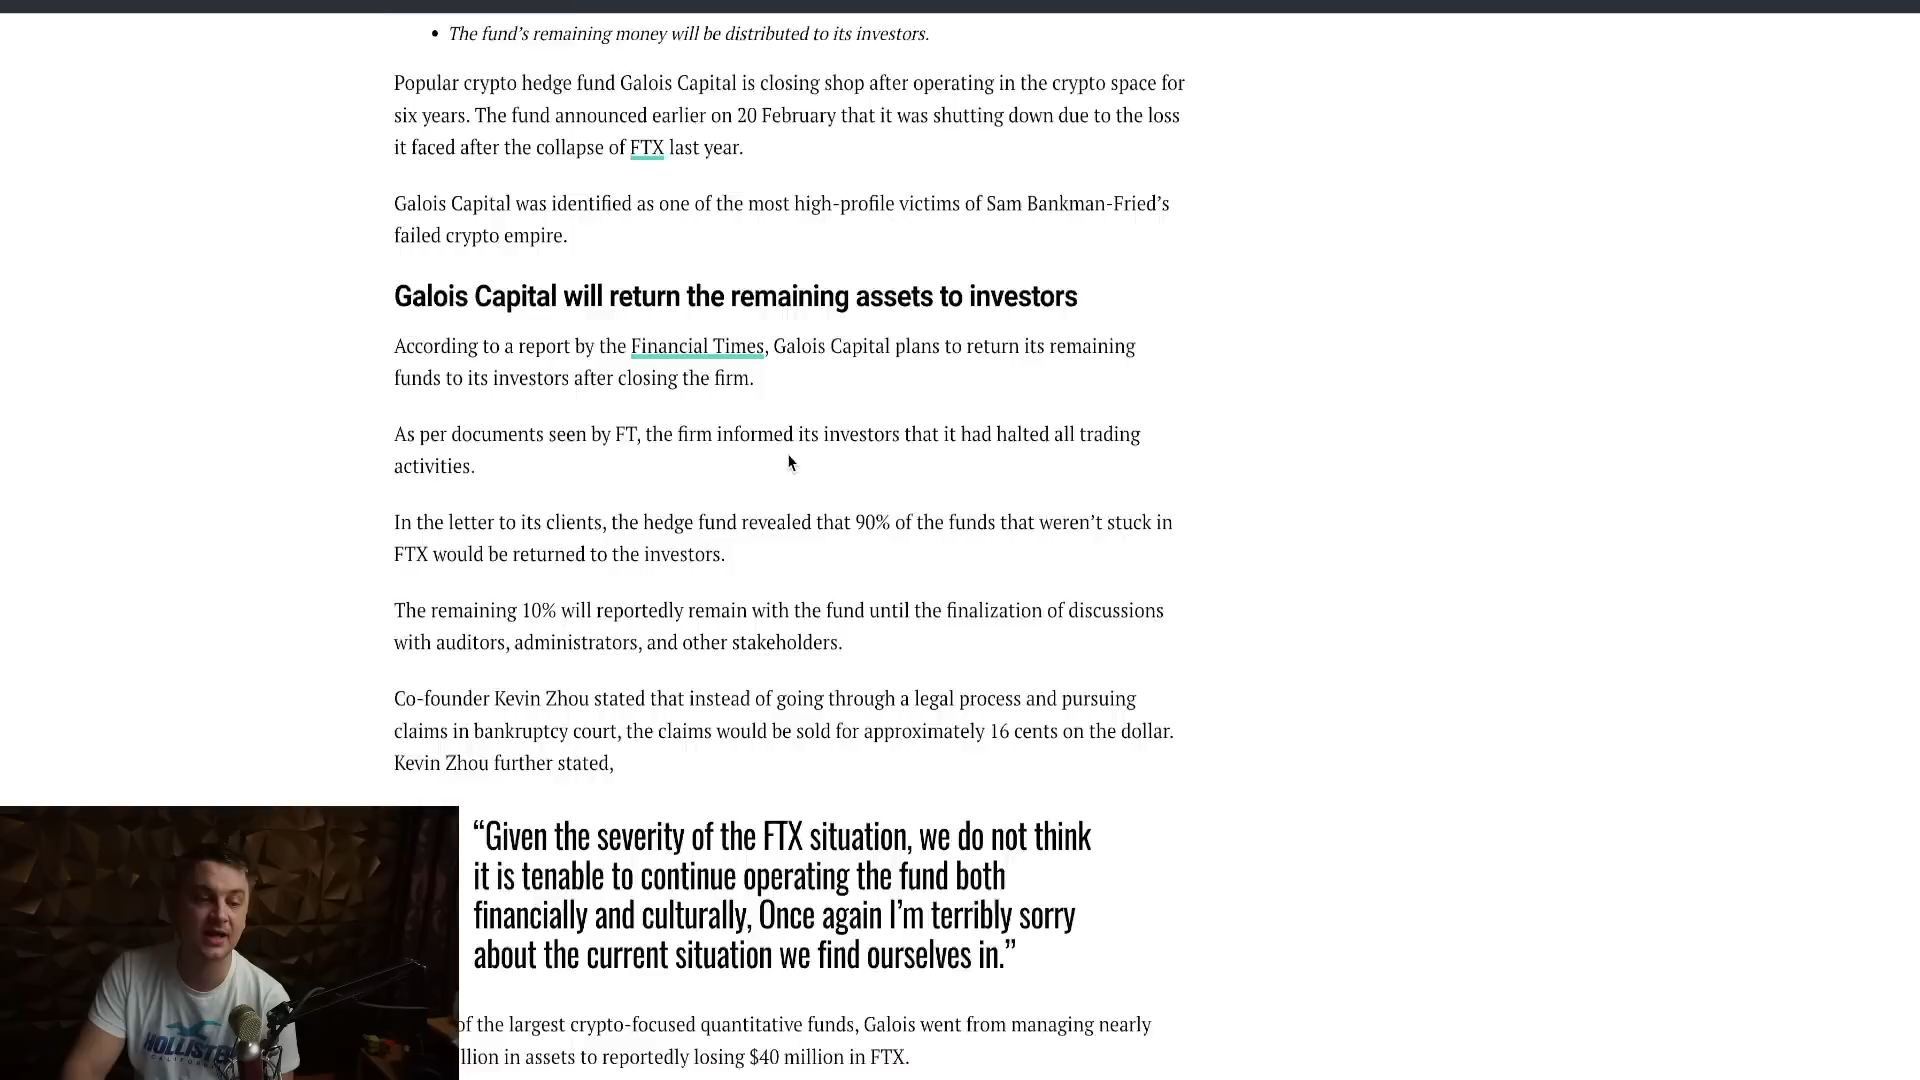 • The fund’s remaining money will be distributed to its investors.
Popular crypto hedge fund Galois Capital is closing shop after operating in the crypto space for
six years. The fund announced earlier on 20 February that it was shutting down due to the loss
it faced after the collapse of FTX last year.
Galois Capital was identified as one of the most high-profile victims of Sam Bankman-Fried’s
failed crypto empire.
Galois Capital will return the remaining assets to investors
According to a report by the Financial Times, Galois Capital plans to return its remaining
funds to its investors after closing the firm.
As per documents seen by FT, the firm informed its investors that it had halted all trading
activities.
In the letter to its clients, the hedge fund revealed that 90% of the funds that weren’t stuck in
FTX would be returned to the investors.
The remaining 10% will reportedly remain with the fund until the finalization of discussions
with auditors, administrators, and other stakeholders.
Co-founder Kevin Zhou stated that instead of going through a legal process and pursuing
claims in bankruptcy court, the claims would be sold for approximately 16 cents on the dollar.
Kevin Zhou further stated,
“Given the severity of the FTX situation, we do not think
it is tenable to continue operating the fund both
financially and culturally, Once again I’m terribly sorry
about the current situation we find ourselves in.”
of the largest crypto-focused quantitative funds, Galois went from managing nearly
llion in assets to reportedly losing $40 million in FTX.